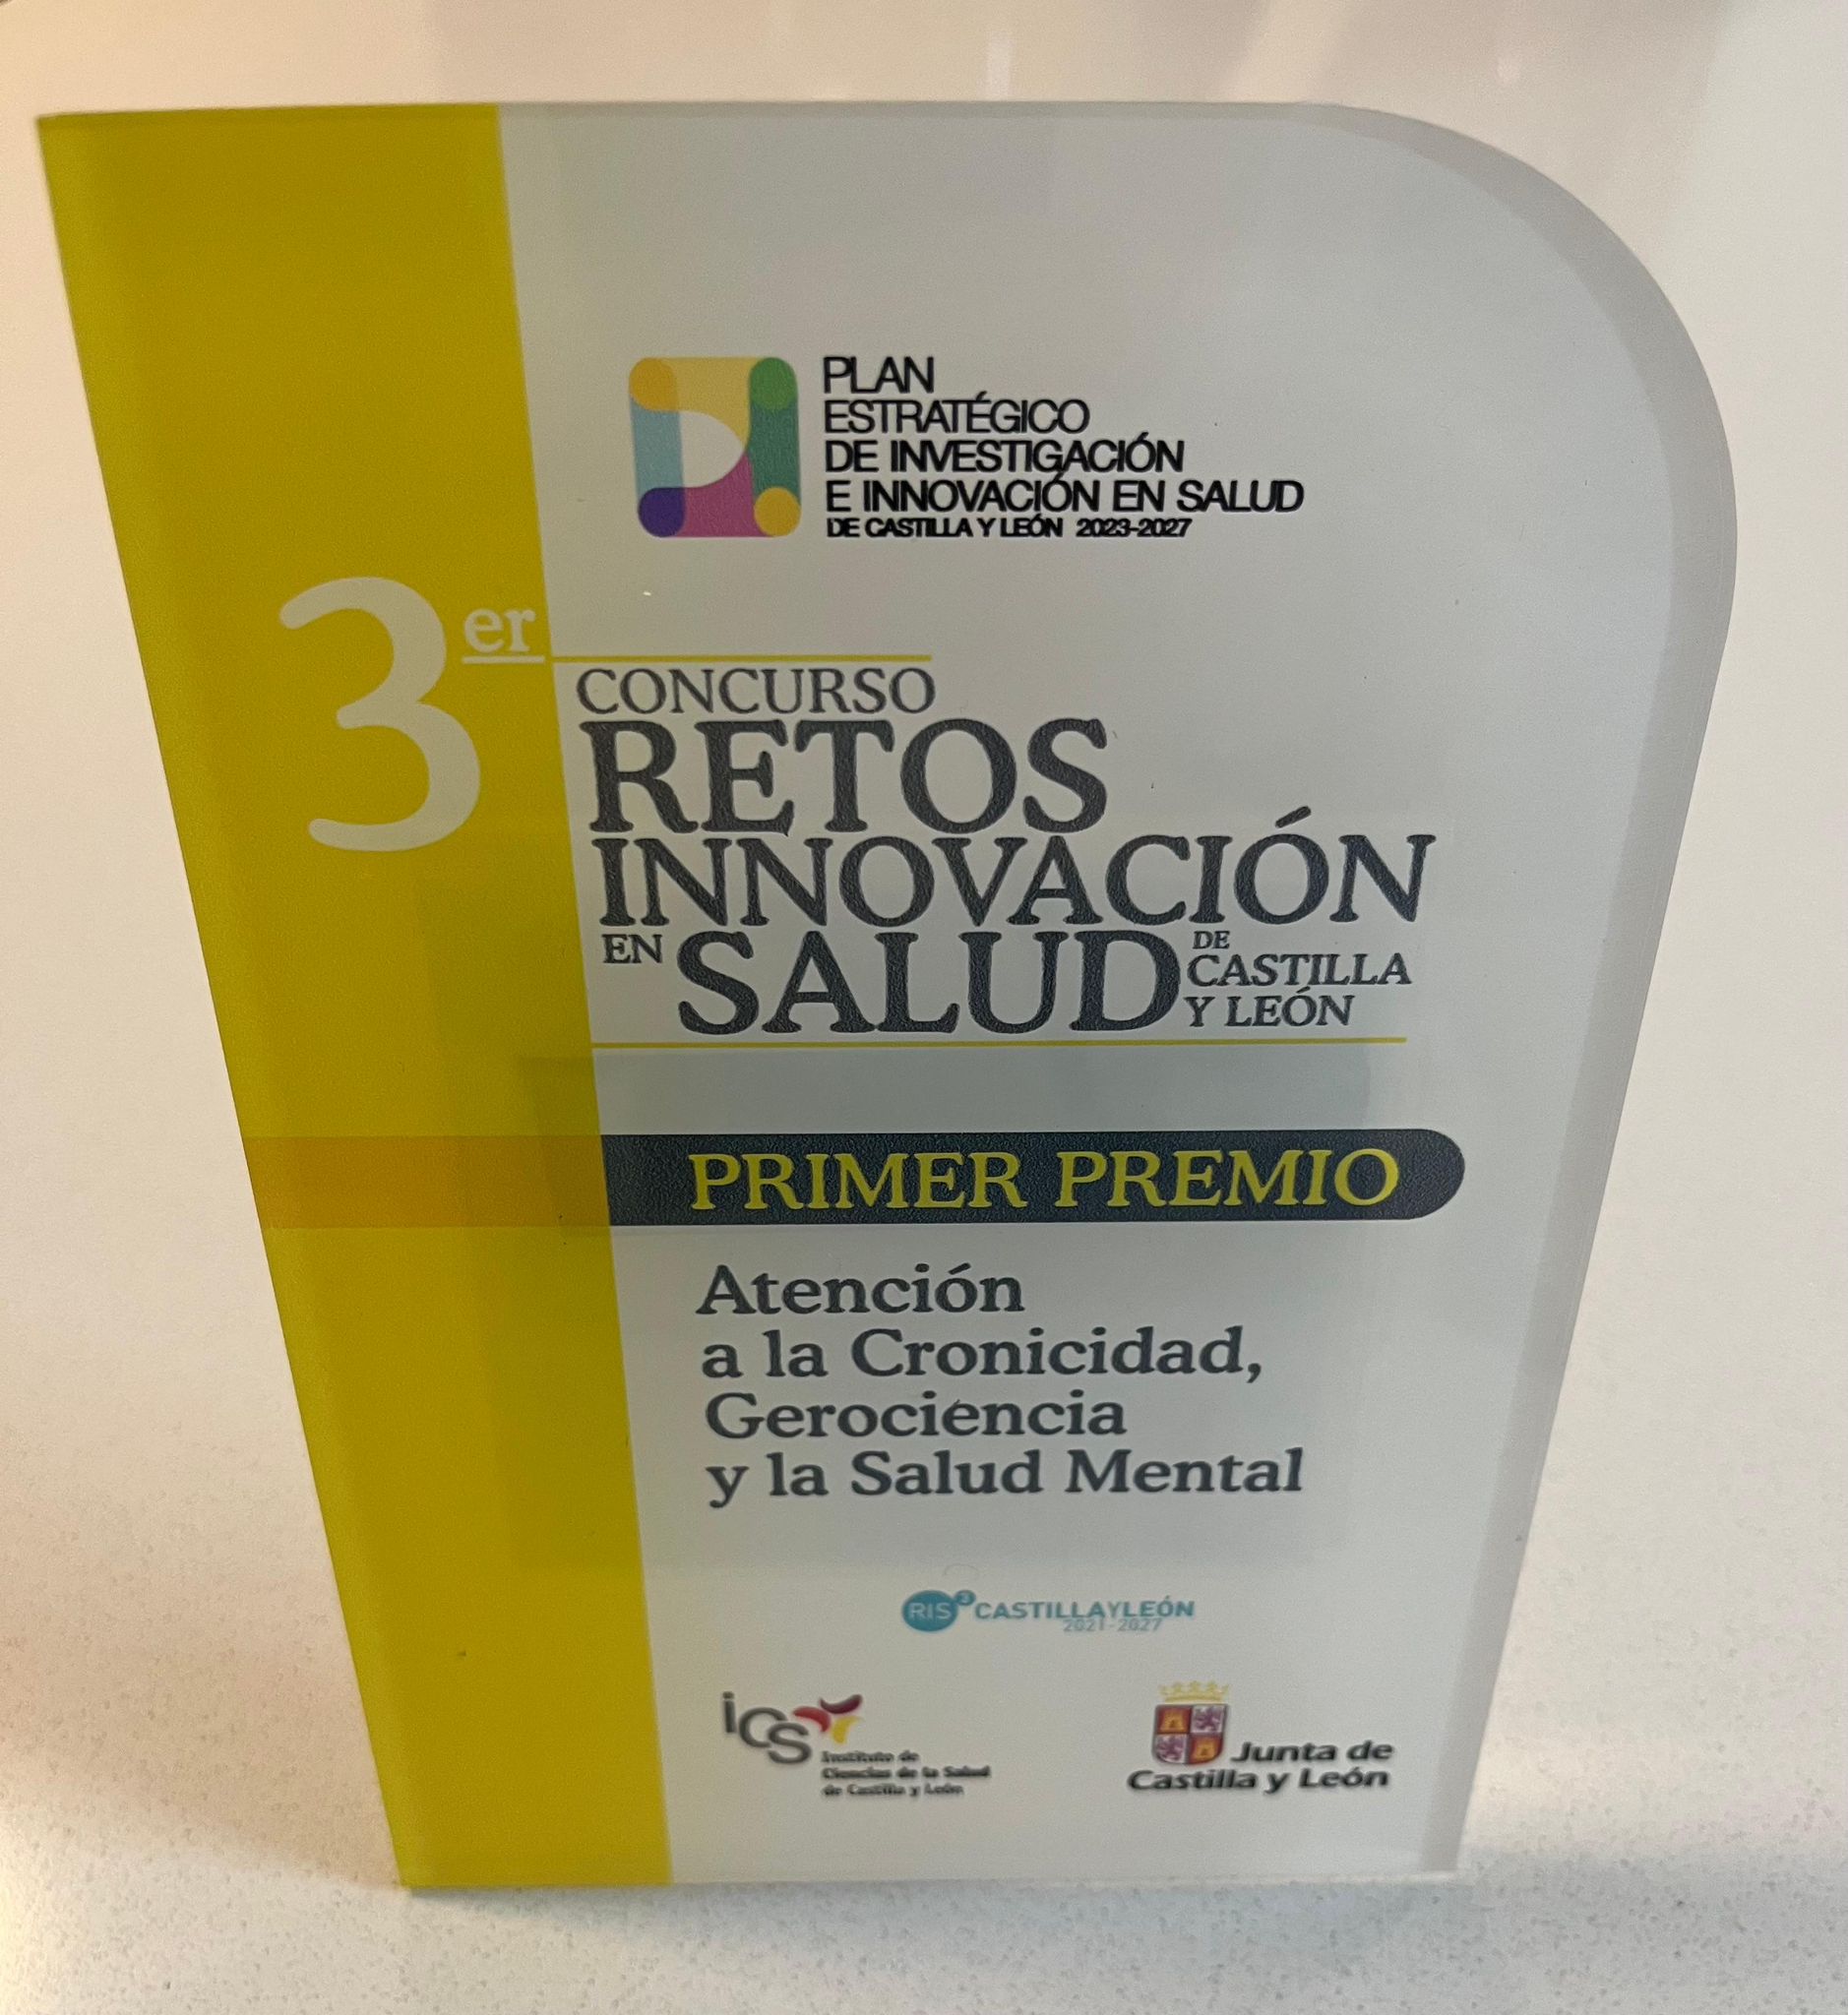 PLAN
ESTRATÉGICO
DE INVESTIGACIÓN
E INNOVACIÓN EN SALUD
DE CASTILLA Y LEÓN 2023-2027
3er
CONCURSO
RETOS
INNOVACIÓN
EN SALUD DE CASTILLA Y LEÓN
PRIMER PREMIO
Atención
a la Cronicidad,
Gerociencia
y la Salud Mental
RIS3 CASTILLAYLEÓN
2021-2027
ics
Instituto de
Ciencias de la Salud
de Castilla y León
Junta de
Castilla y León